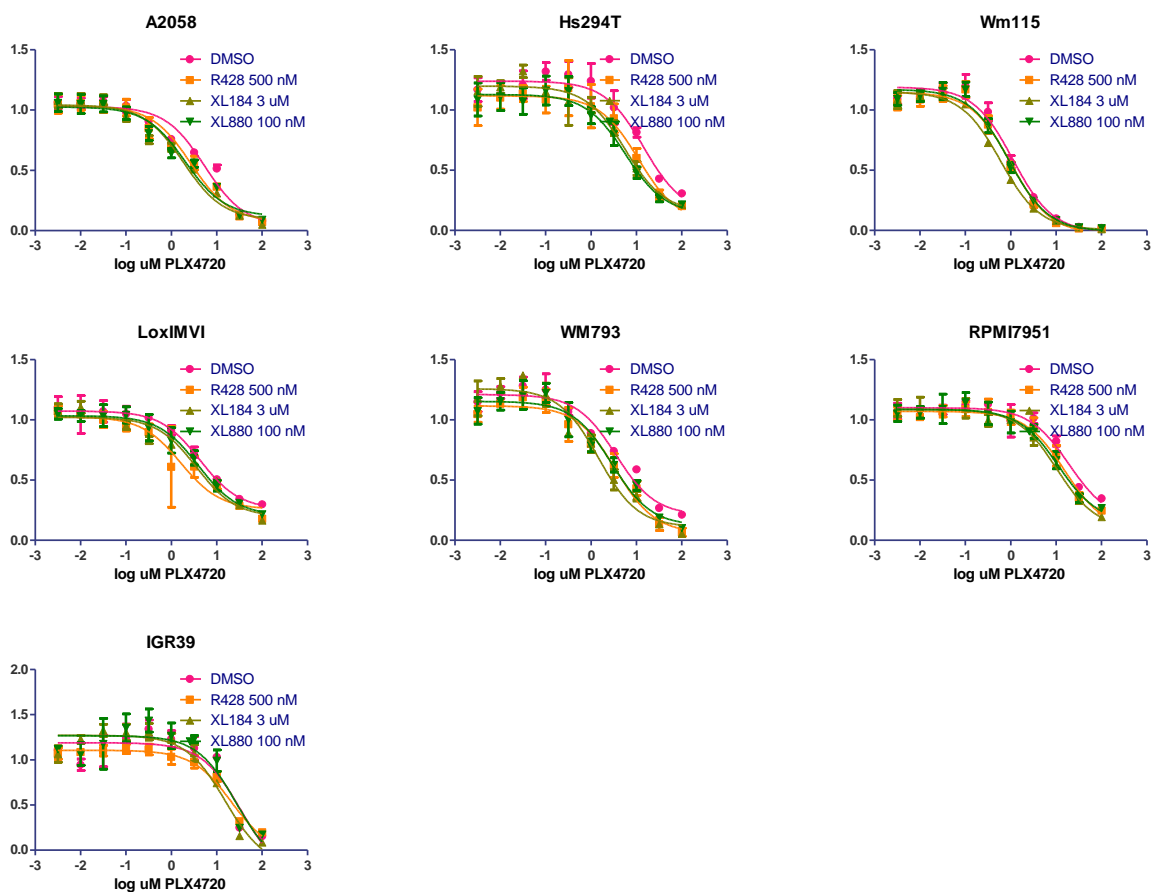 A2058
1.5
1.0
0.5
0.0
-3 -2 -1 0 1 2 3
log uM PLX4720
DMSO
R428 500 nM
XL184 3 uM
XL880 100 nM
Hs294T
1.5
1.0
0.5
0.0
-3 -2 -1 0 1 2 3
log uM PLX4720
DMSO
R428 500 nM
XL184 3 uM
XL880 100 nM
Wm115
1.5
1.0
0.5
0.0
-3 -2 -1 0 1 2 3
log uM PLX4720
DMSO
R428 500 nM
XL184 3 uM
XL880 100 nM
LoxIMVI
1.5
1.0
0.5
0.0
-3 -2 -1 0 1 2 3
log uM PLX4720
DMSO
R428 500 nM
XL184 3 uM
XL880 100 nM
WM793
1.5
1.0
0.5
0.0
-3 -2 -1 0 1 2 3
log uM PLX4720
DMSO
R428 500 nM
XL184 3 uM
XL880 100 nM
RPMI7951
1.5
1.0
0.5
0.0
-3 -2 -1 0 1 2 3
log uM PLX4720
DMSO
R428 500 nM
XL184 3 uM
XL880 100 nM
IGR39
2.0
1.5
1.0
0.5
0.0
-3 -2 -1 0 1 2 3
log uM PLX4720
DMSO
R428 500 nM
XL184 3 uM
XL880 100 nM